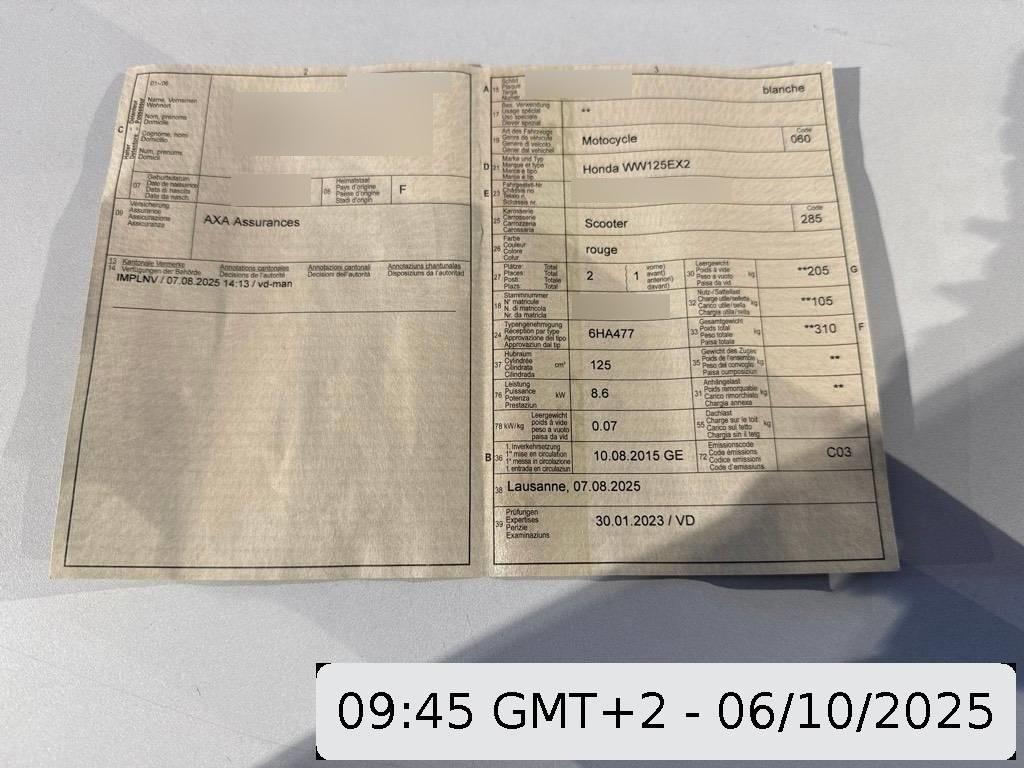 2
01-06
Name, Vornamen
Wohnort
Nom, prénoms
Domicile
Cognome, nomi
Domicilio
Num, prenums
Domicil
C
Halter - Détenteur
Detentore - Possessur
07
Geburtsdatum
Date de naissance
Data di nascita
Data da nasch.
08
Heimatstaat
Pays d'origine
Paese d'origine
Stadi d'origin
F
09
Versicherung
Assurance
Assicurazione
Assicuranza
AXA Assurances
13
14
Kantonale Vermerke
Verfügungen der Behörde
Annotations cantonales
Décisions de l'autorité
Annotazioni cantonali
Decisioni dell'autorità
Annotaziuns chantunalas
Disposiziuns da l'autoritad
IMPLNV / 07.08.2025 14:13 / vd-man
3
A
15
Schild
Plaque
Targa
Numer
blanche
17
Bes. Verwendung
Usage spécial
Uso speciale
Diever spezial
**
19
Art des Fahrzeugs
Genre de véhicule
Genere di veicolo
Gener dal vehichel
Motocycle
Code
060
D
21
Marke und Typ
Marque et type
Marca e tipo
Marca e tip
Honda WW125EX2
E
23
Fahrgestell-Nr.
Châssis no
Telaio n.
Schassis nr.
25
Karosserie
Carrosserie
Carrozzeria
Carossaria
Scooter
Code
285
26
Farbe
Couleur
Colore
Colur
rouge
27
Plätze: Total
Places: Total
Posti: Totale
Plazs: Total
2
1
vorne)
avant)
anteriori)
davant)
30
Leergewicht
Poids à vide
Peso a vuoto
Paisa vid
kg
**205
G
18
Stammnummer
N° matricule
N. di matricola
Nr. da matricla
32
Nutz-/Sattellast
Charge utile/sellette
Carico utile/sella
Chargia utila/sella
kg
**105
24
Typengenehmigung
Réception par type
Approvazione del tipo
Approvaziun dal tip
6HA477
33
Gesamtgewicht
Poids total
Peso totale
Paisa totala
kg
**310
F
37
Hubraum
Cylindrée
Cilindrata
Cilindrada
cm³
125
35
Gewicht des Zuges
Poids de l'ensemble
Peso del convoglio
Paisa cumposiziun
kg
**
76
Leistung
Puissance
Potenza
Prestaziun
kW
8.6
31
Anhängelast
Poids remorquable
Carico rimorchiato
Chargia annexa
kg
**
78 kW/kg
Leergewicht
poids à vide
peso a vuoto
paisa da vid
0.07
55
Dachlast
Charge sur le toit
Carico sul tetto
Chargia sin il tetg
kg
B
36
1. Inverkehrsetzung
1re mise en circulation
1a messa in circolazione
1. entrada en circulaziun
10.08.2015 GE
72
Emissionscode
Code émissions
Codice emissioni
Code d'emissiuns
C03
38
Lausanne, 07.08.2025
39
Prüfungen
Expertises
Perizie
Examinaziuns
30.01.2023 / VD
09:45 GMT+2 - 06/10/2025